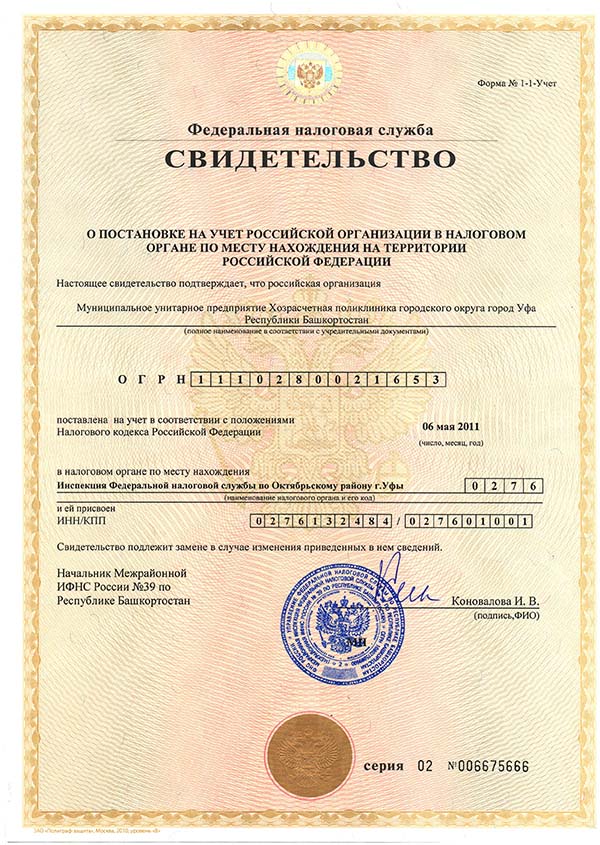 Форма № 1-1-Учет
Федеральная налоговая служба
СВИДЕТЕЛЬСТВО
О ПОСТАНОВКЕ НА УЧЕТ РОССИЙСКОЙ ОРГАНИЗАЦИИ В НАЛОГОВОМ
ОРГАНЕ ПО МЕСТУ НАХОЖДЕНИЯ НА ТЕРРИТОРИИ
РОССИЙСКОЙ ФЕДЕРАЦИИ
Настоящее свидетельство подтверждает, что российская организация
Муниципальное унитарное предприятие Хозрасчетная поликлиника городского округа город Уфа
Республики Башкортостан
(полное наименование в соответствии с учредительными документами)
ОГРН 1110280021653
поставлена на учет в соответствии с положениями
Налогового кодекса Российской Федерации
06 мая 2011
(число, месяц, год)
в налоговом органе по месту нахождения
Инспекция Федеральной налоговой службы по Октябрьскому району г.Уфы 0276
(наименование налогового органа и его код)
и ей присвоен
ИНН/КПП 0276132484 / 027601001
Свидетельство подлежит замене в случае изменения приведенных в нем сведений.
Начальник Межрайонной
ИФНС России №39 по
Республике Башкортостан
Коновалова И. В.
(подпись,ФИО)
МП
серия 02 №006675666
ЗАО «Полиграф-защита», Москва, 2010, уровень «В»